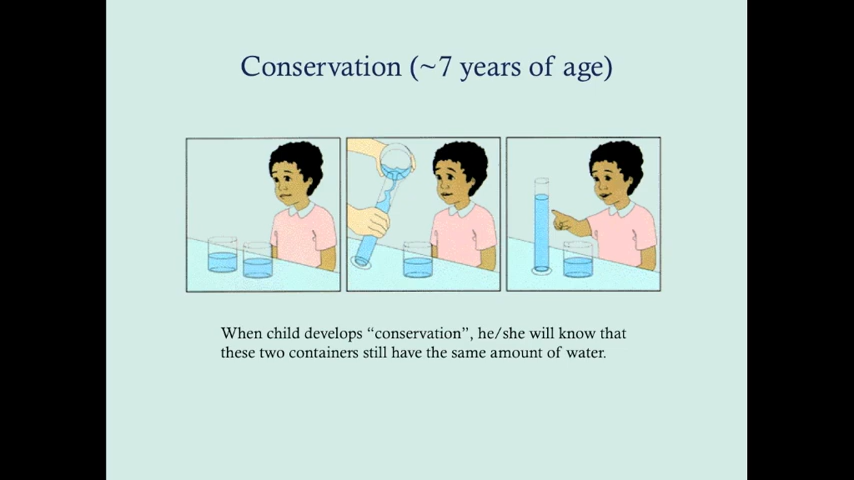 Conservation (~7 years of age)
When child develops “conservation”, he/she will know that
these two containers still have the same amount of water.